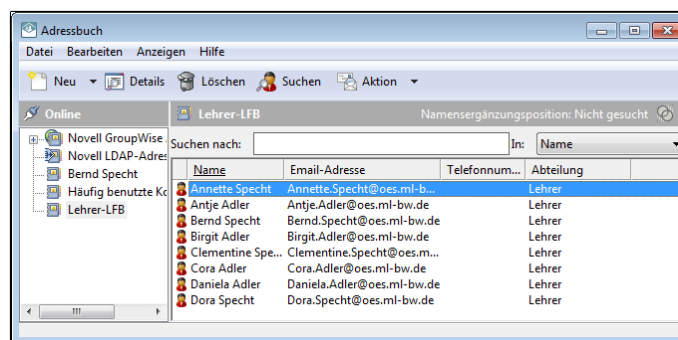 Adressbuch
Datei Bearbeiten Anzeigen Hilfe
Neu Details Löschen Suchen Aktion
Online
Lehrer-LFB Namensergänzungsposition: Nicht gesucht
Novell GroupWise
Novell LDAP-Adres
Bernd Specht
Häufig benutzte Ko
Lehrer-LFB
Suchen nach: In: Name
Name Email-Adresse Telefonnum... Abteilung
Annette Specht Annette.Specht@oes.ml-b... Lehrer
Antje Adler Antje.Adler@oes.ml-bw.de Lehrer
Bernd Specht Bernd.Specht@oes.ml-bw.de Lehrer
Birgit Adler Birgit.Adler@oes.ml-bw.de Lehrer
Clementine Spe... Clementine.Specht@oes.m... Lehrer
Cora Adler Cora.Adler@oes.ml-bw.de Lehrer
Daniela Adler Daniela.Adler@oes.ml-bw.de Lehrer
Dora Specht Dora.Specht@oes.ml-bw.de Lehrer